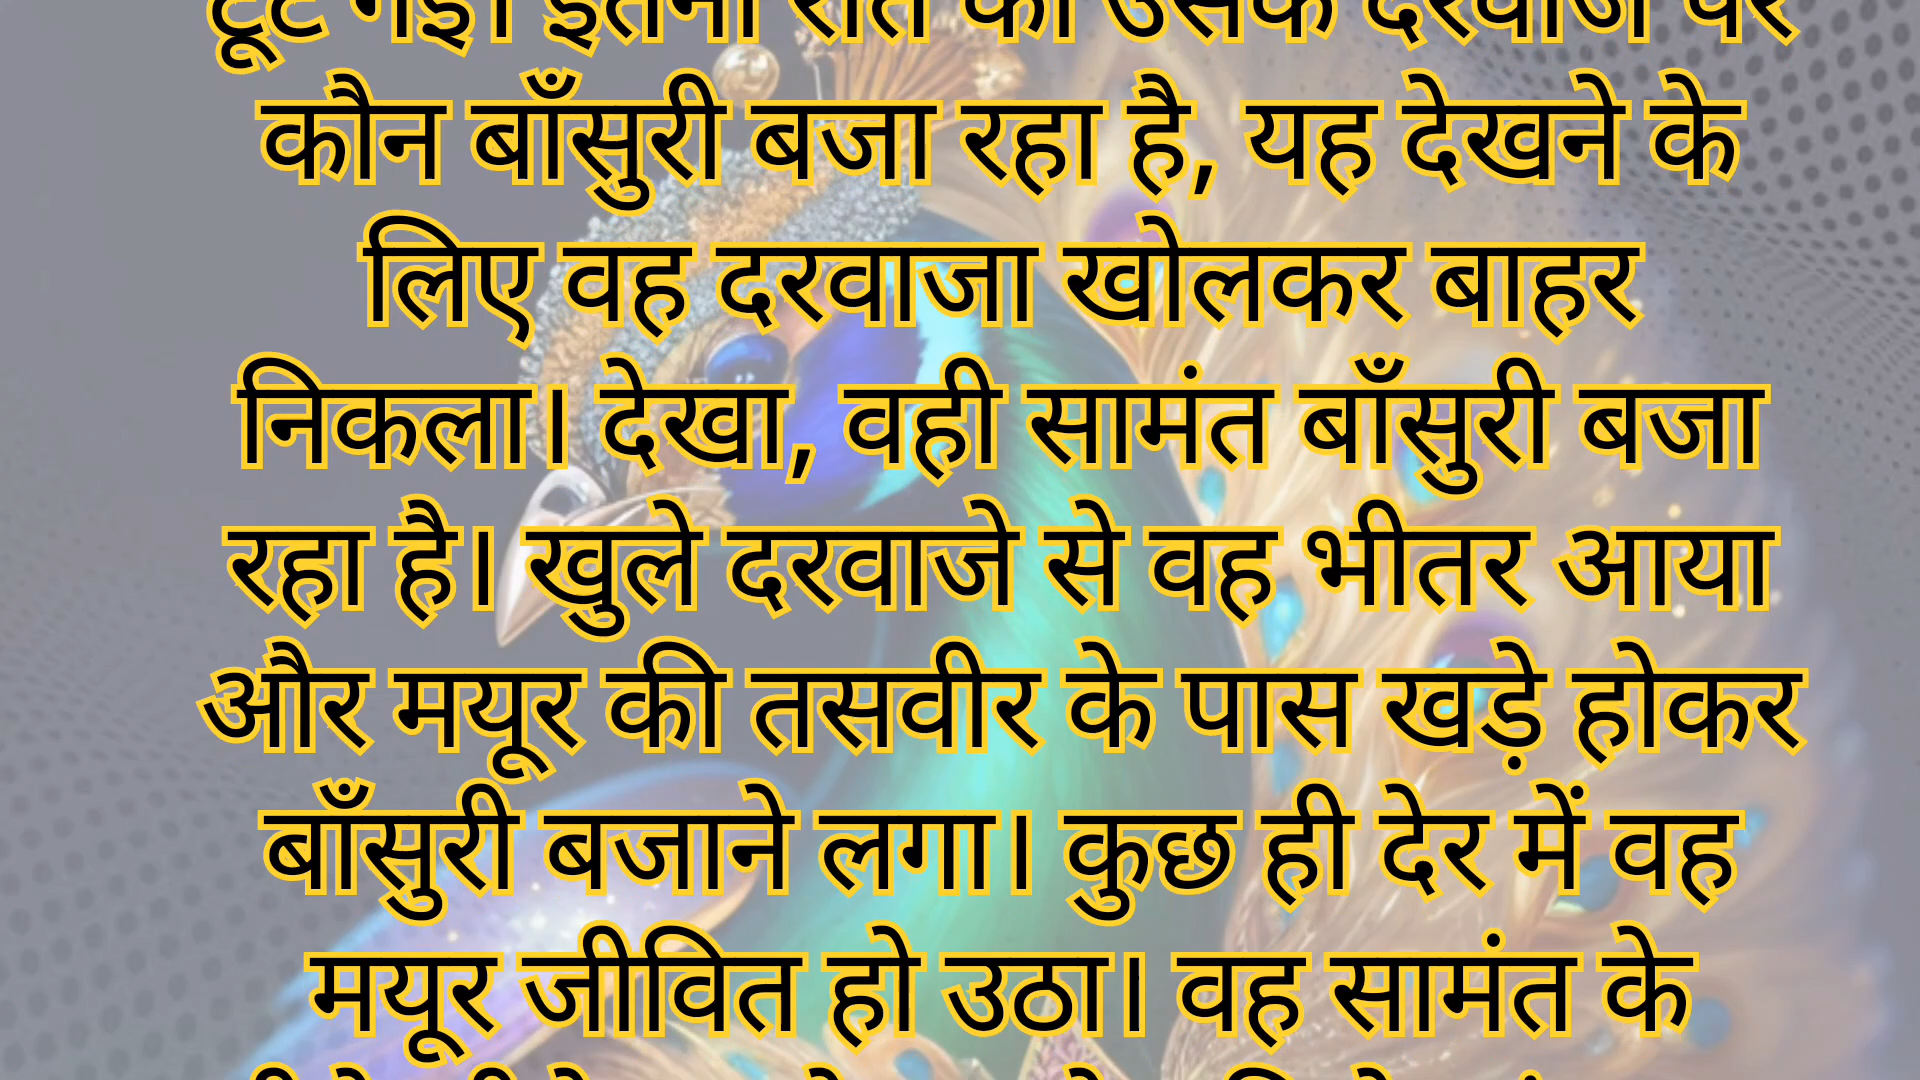 टूट गई। इतनी रात को उसके दरवाजे पर
कौन बाँसुरी बजा रहा है, यह देखने के
लिए वह दरवाजा खोलकर बाहर
निकला। देखा, वही सामंत बाँसुरी बजा
रहा है। खुले दरवाजे से वह भीतर आया
और मयूर की तसवीर के पास खड़े होकर
बाँसुरी बजाने लगा। कुछ ही देर में वह
मयूर जीवित हो उठा। वह सामंत के